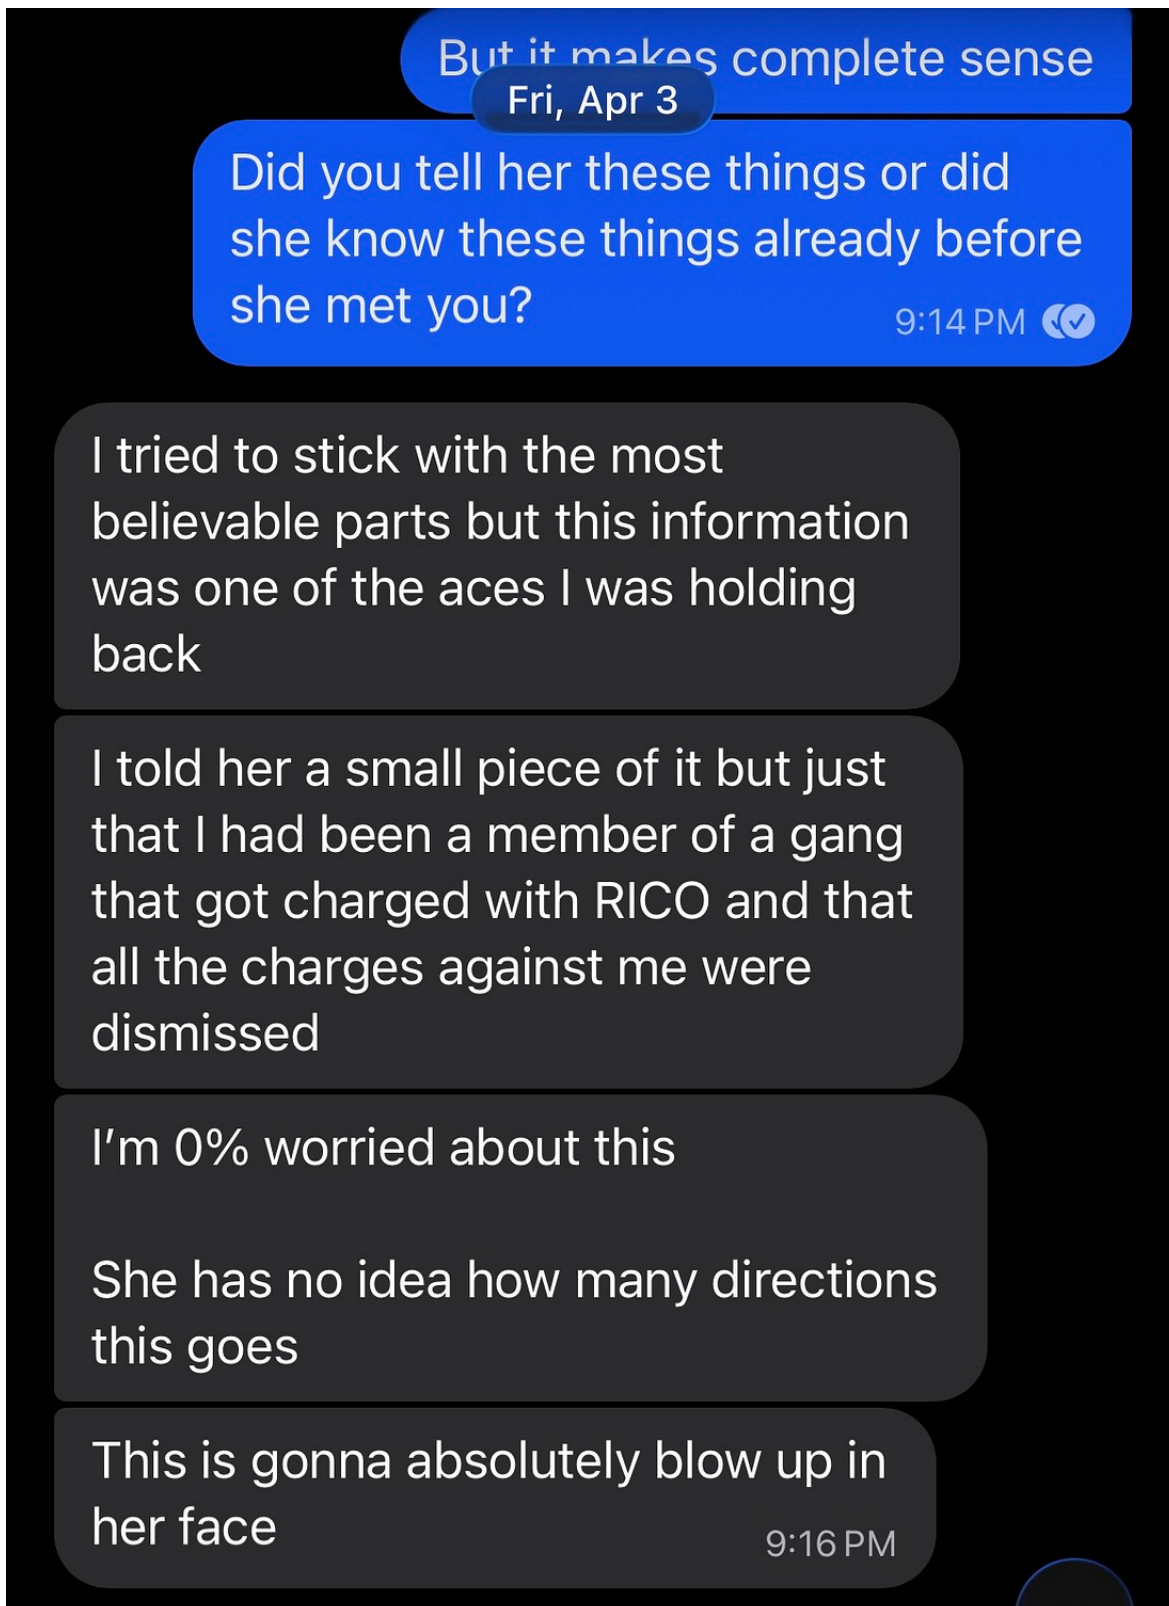 But it makes complete sense
Fri, Apr 3
Did you tell her these things or did
she know these things already before
she met you?
9:14 PM
I tried to stick with the most
believable parts but this information
was one of the aces I was holding
back
I told her a small piece of it but just
that I had been a member of a gang
that got charged with RICO and that
all the charges against me were
dismissed
I'm 0% worried about this
She has no idea how many directions
this goes
This is gonna absolutely blow up in
her face
9:16 PM